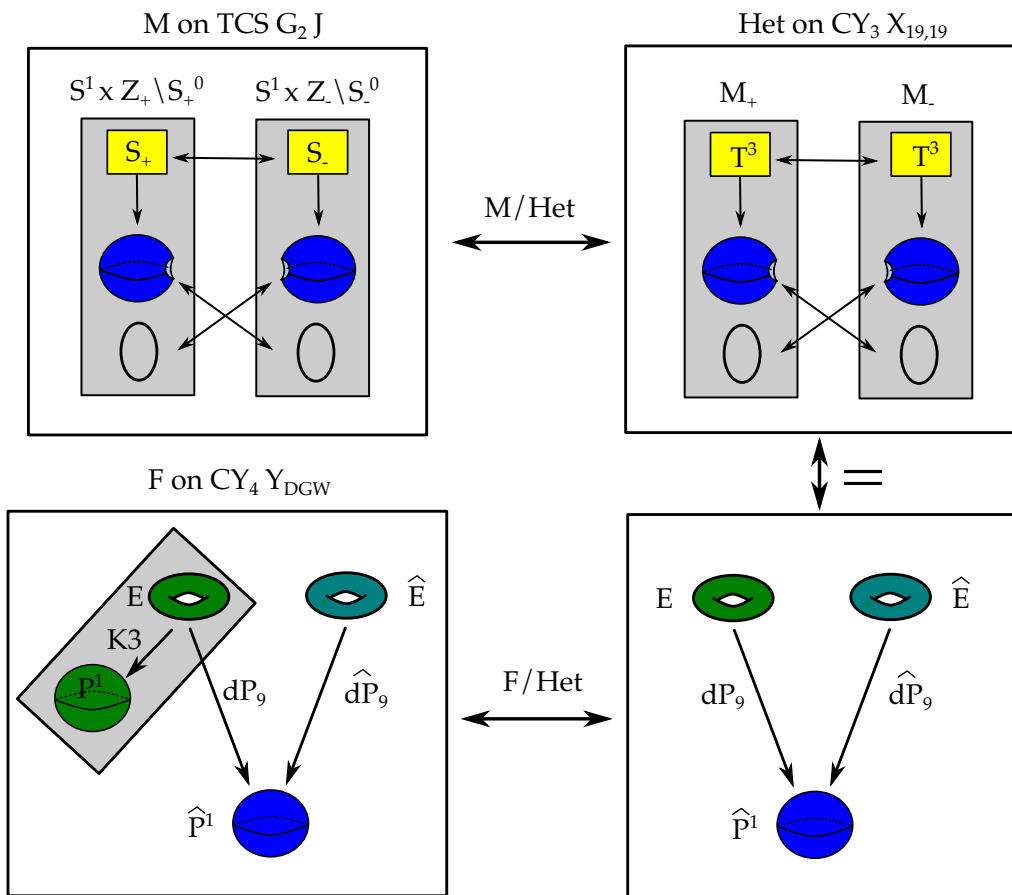 M on TCS G₂ J
Het on CY₃ X₁₉,₁₉
S¹ x Z₊\S₊⁰
S¹ x Z₋\S₋⁰
M₊
M₋
S₊
S₋
T³
T³
M/Het
F on CY₄ Y_DGW
=
E
Ê
K3
P¹
dP₉
d̂P₉
P̂¹
F/Het
E
Ê
dP₉
d̂P₉
P̂¹